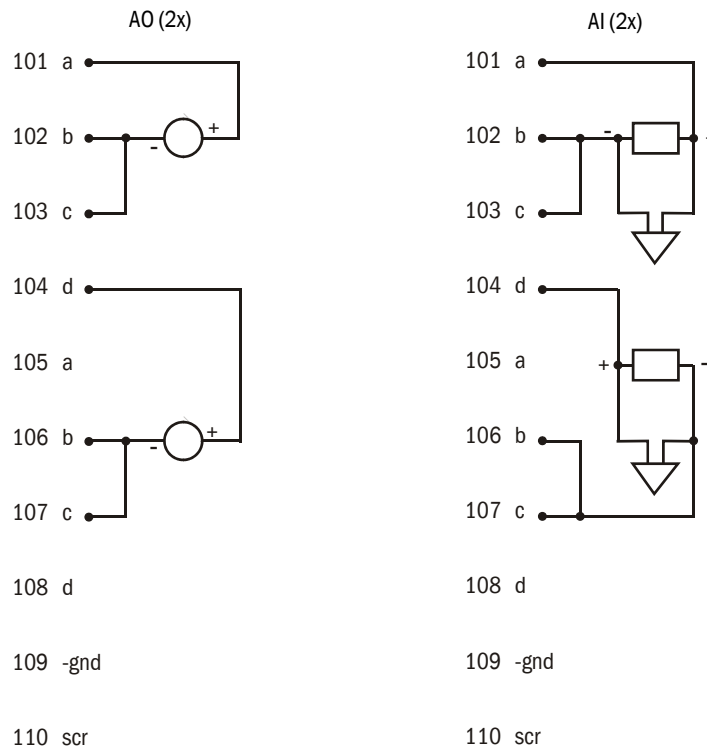 AO (2x)
101 a
102 b
103 c
104 d
105 a
106 b
107 c
108 d
109 -gnd
110 scr
- +
- +
AI (2x)
101 a
102 b
103 c
104 d
105 a
106 b
107 c
108 d
109 -gnd
110 scr
-
+ -